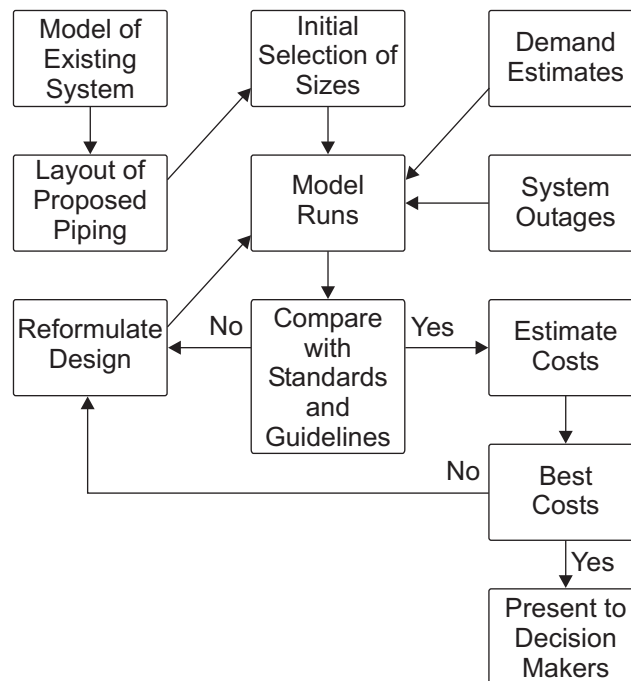 Model of
Existing
System
Initial
Selection of
Sizes
Demand
Estimates
Layout of
Proposed
Piping
Model
Runs
System
Outages
Reformulate
Design
No
Compare
with
Standards
and
Guidelines
Yes
Estimate
Costs
No
Best
Costs
Yes
Present to
Decision
Makers